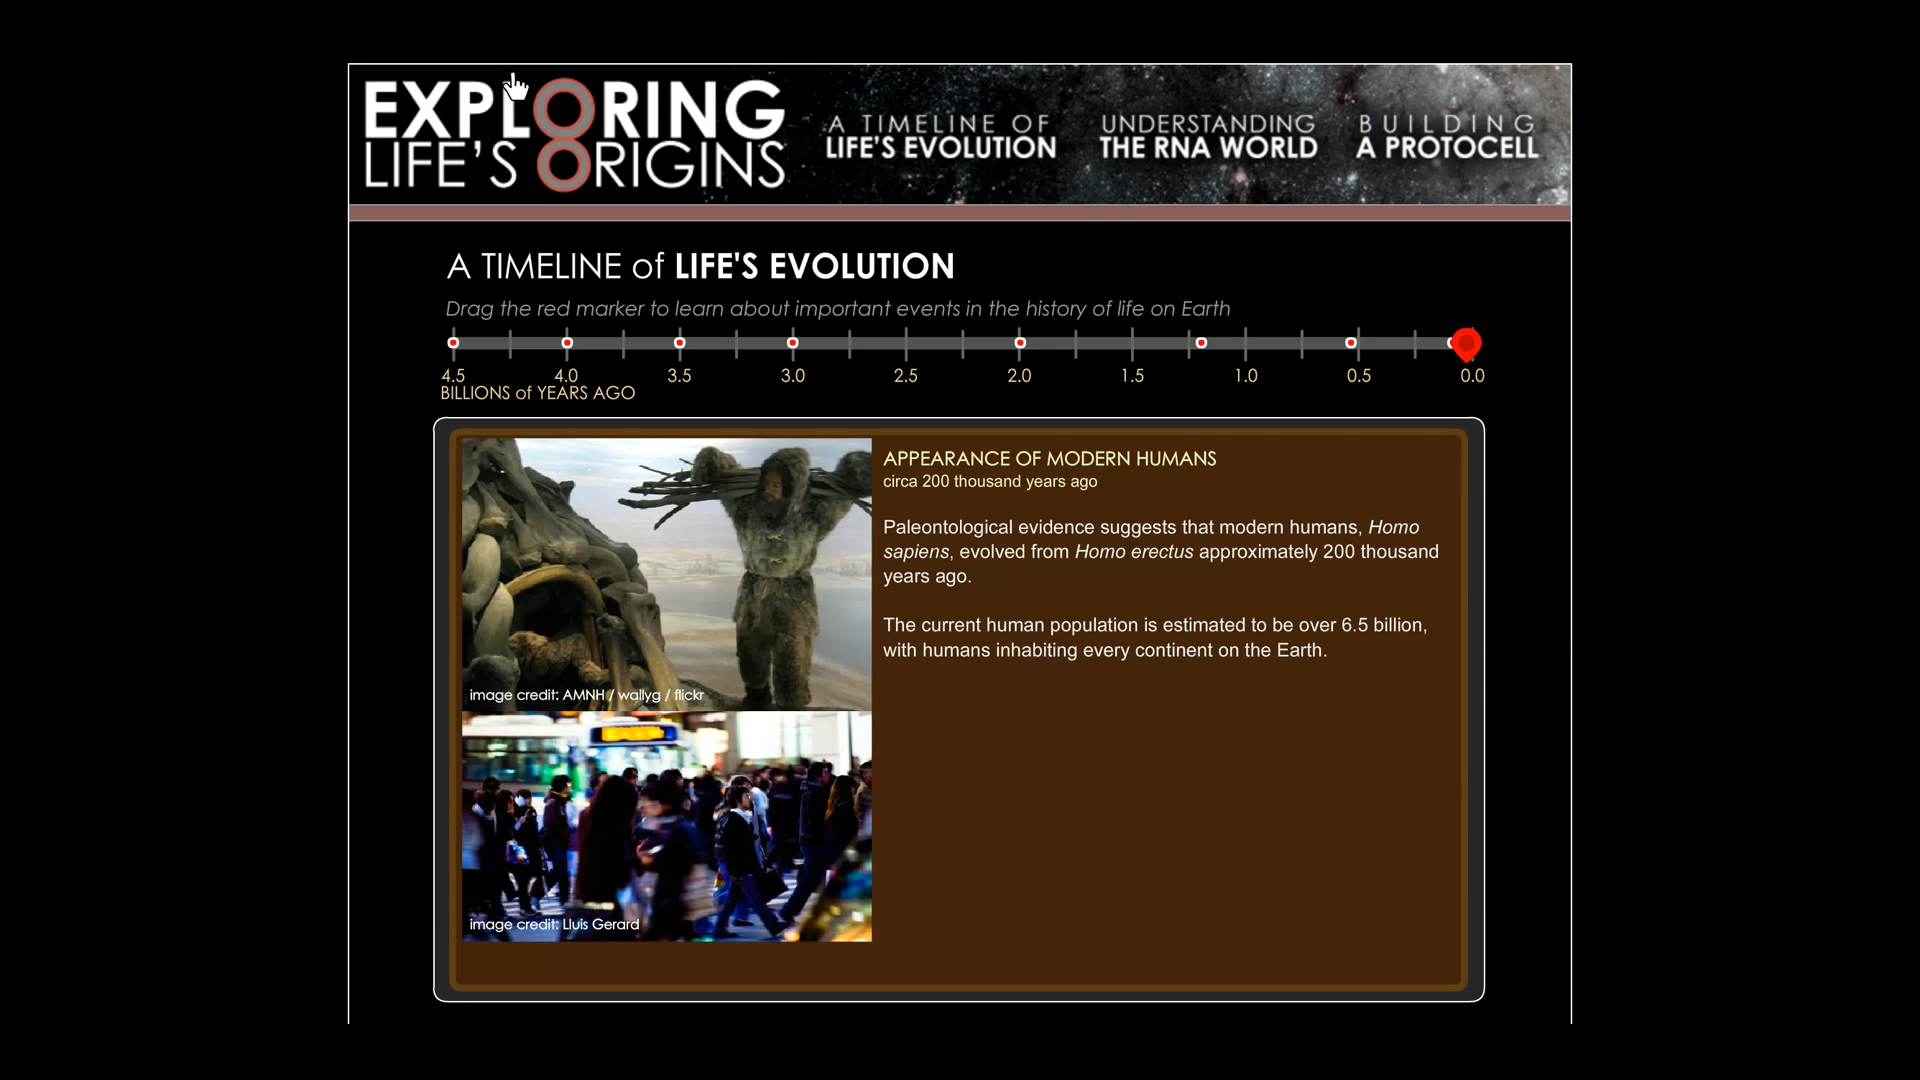 EXPLORING
LIFE'S ORIGINS
A TIMELINE OF
LIFE'S EVOLUTION
UNDERSTANDING
THE RNA WORLD
BUILDING
A PROTOCELL
A TIMELINE of LIFE'S EVOLUTION
Drag the red marker to learn about important events in the history of life on Earth
4.5 4.0 3.5 3.0 2.5 2.0 1.5 1.0 0.5 0.0
BILLIONS of YEARS AGO
image credit: AMNH / wallyg / flickr
image credit: Lluis Gerard
APPEARANCE OF MODERN HUMANS
circa 200 thousand years ago
Paleontological evidence suggests that modern humans, Homo
sapiens, evolved from Homo erectus approximately 200 thousand
years ago.
The current human population is estimated to be over 6.5 billion,
with humans inhabiting every continent on the Earth.